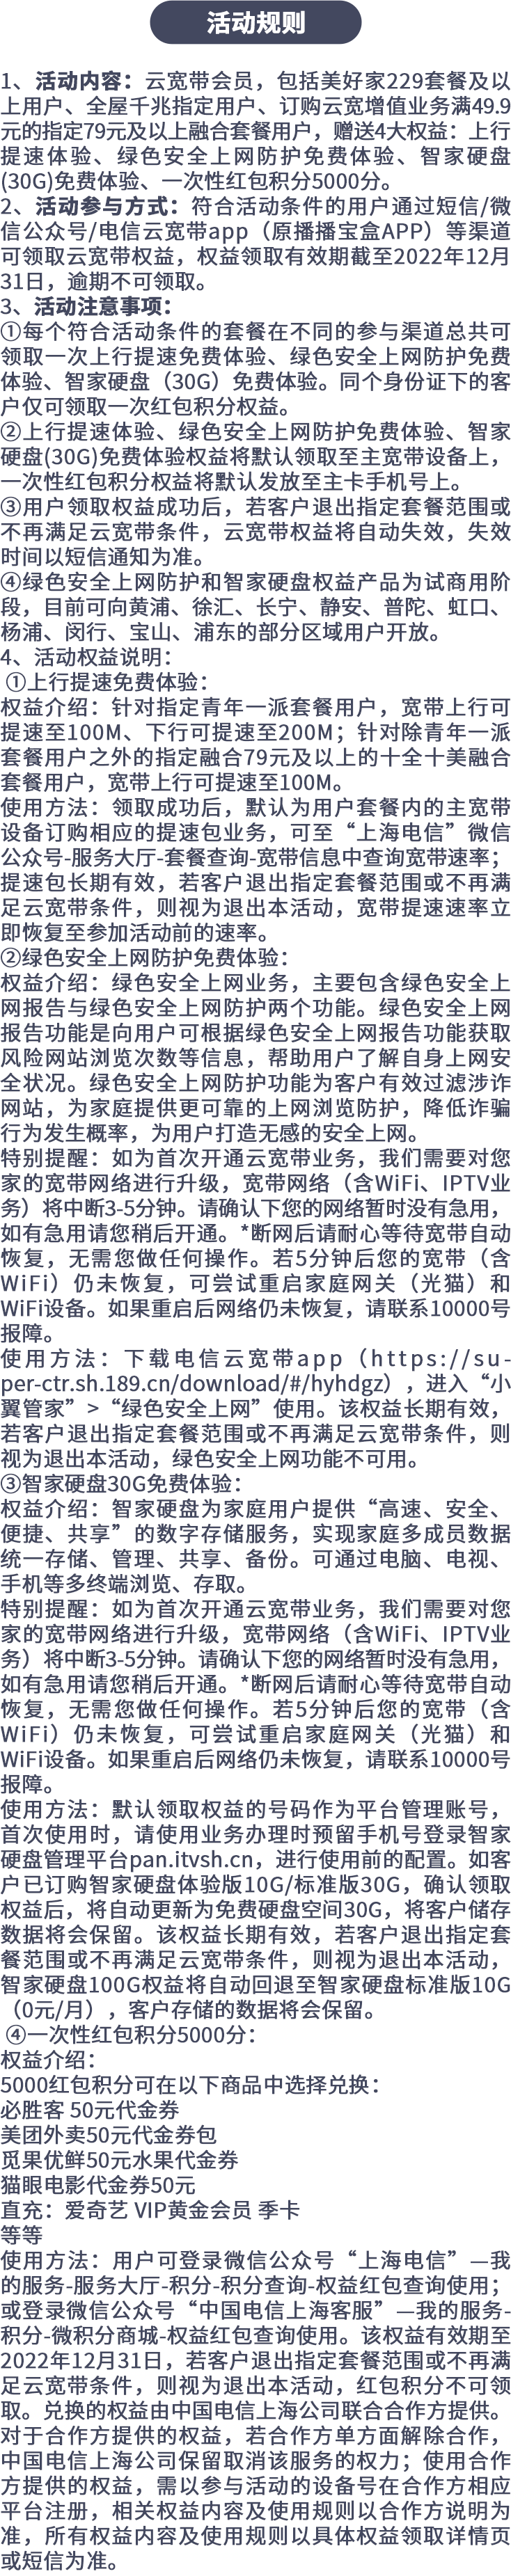 活动规则
1、活动内容：云宽带会员，包括美好家229套餐及以
上用户、全屋千兆指定用户、订购云宽增值业务满49.9
元的指定79元及以上融合套餐用户，赠送4大权益：上行
提速体验、绿色安全上网防护免费体验、智家硬盘
(30G)免费体验、一次性红包积分5000分。
2、活动参与方式：符合活动条件的用户通过短信/微
信公众号/电信云宽带app（原播播宝盒APP）等渠道
可领取云宽带权益，权益领取有效期截至2022年12月
31日，逾期不可领取。
3、活动注意事项：
①每个符合活动条件的套餐在不同的参与渠道总共可
领取一次上行提速免费体验、绿色安全上网防护免费
体验、智家硬盘（30G）免费体验。同个身份证下的客
户仅可领取一次红包积分权益。
②上行提速体验、绿色安全上网防护免费体验、智家
硬盘(30G)免费体验权益将默认领取至主宽带设备上，
一次性红包积分权益将默认发放至主卡手机号上。
③用户领取权益成功后，若客户退出指定套餐范围或
不再满足云宽带条件，云宽带权益将自动失效，失效
时间以短信通知为准。
④绿色安全上网防护和智家硬盘权益产品为试商用阶
段，目前可向黄浦、徐汇、长宁、静安、普陀、虹口、
杨浦、闵行、宝山、浦东的部分区域用户开放。
4、活动权益说明：
①上行提速免费体验：
权益介绍：针对指定青年一派套餐用户，宽带上行可
提速至100M、下行可提速至200M；针对除青年一派
套餐用户之外的指定融合79元及以上的十全十美融合
套餐用户，宽带上行可提速至100M。
使用方法：领取成功后，默认为用户套餐内的主宽带
设备订购相应的提速包业务，可至“上海电信”微信
公众号-服务大厅-套餐查询-宽带信息中查询宽带速率；
提速包长期有效，若客户退出指定套餐范围或不再满
足云宽带条件，则视为退出本活动，宽带提速速率立
即恢复至参加活动前的速率。
②绿色安全上网防护免费体验：
权益介绍：绿色安全上网业务，主要包含绿色安全上
网报告与绿色安全上网防护两个功能。绿色安全上网
报告功能是向用户可根据绿色安全上网报告功能获取
风险网站浏览次数等信息，帮助用户了解自身上网安
全状况。绿色安全上网防护功能为客户有效过滤涉诈
网站，为家庭提供更可靠的上网浏览防护，降低诈骗
行为发生概率，为用户打造无感的安全上网。
特别提醒：如为首次开通云宽带业务，我们需要对您
家的宽带网络进行升级，宽带网络（含WiFi、IPTV业
务）将中断3-5分钟。请确认下您的网络暂时没有急用，
如有急用请您稍后开通。*断网后请耐心等待宽带自动
恢复，无需您做任何操作。若5分钟后您的宽带（含
WiFi）仍未恢复，可尝试重启家庭网关（光猫）和
WiFi设备。如果重启后网络仍未恢复，请联系10000号
报障。
使用方法：下载电信云宽带app（https://su-
per-ctr.sh.189.cn/download/#/hyhdgz），进入“小
翼管家”>“绿色安全上网”使用。该权益长期有效，
若客户退出指定套餐范围或不再满足云宽带条件，则
视为退出本活动，绿色安全上网功能不可用。
③智家硬盘30G免费体验：
权益介绍：智家硬盘为家庭用户提供“高速、安全、
便捷、共享”的数字存储服务，实现家庭多成员数据
统一存储、管理、共享、备份。可通过电脑、电视、
手机等多终端浏览、存取。
特别提醒：如为首次开通云宽带业务，我们需要对您
家的宽带网络进行升级，宽带网络（含WiFi、IPTV业
务）将中断3-5分钟。请确认下您的网络暂时没有急用，
如有急用请您稍后开通。*断网后请耐心等待宽带自动
恢复，无需您做任何操作。若5分钟后您的宽带（含
WiFi）仍未恢复，可尝试重启家庭网关（光猫）和
WiFi设备。如果重启后网络仍未恢复，请联系10000号
报障。
使用方法：默认领取权益的号码作为平台管理账号，
首次使用时，请使用业务办理时预留手机号登录智家
硬盘管理平台pan.itvsh.cn，进行使用前的配置。如客
户已订购智家硬盘体验版10G/标准版30G，确认领取
权益后，将自动更新为免费硬盘空间30G，将客户储存
数据将会保留。该权益长期有效，若客户退出指定套
餐范围或不再满足云宽带条件，则视为退出本活动，
智家硬盘100G权益将自动回退至智家硬盘标准版10G
（0元/月），客户存储的数据将会保留。
④一次性红包积分5000分：
权益介绍：
5000红包积分可在以下商品中选择兑换：
必胜客 50元代金券
美团外卖50元代金券包
觅果优鲜50元水果代金券
猫眼电影代金券50元
直充：爱奇艺 VIP黄金会员 季卡
等等
使用方法：用户可登录微信公众号“上海电信”—我
的服务-服务大厅-积分-积分查询-权益红包查询使用；
或登录微信公众号“中国电信上海客服”—我的服务-
积分-微积分商城-权益红包查询使用。该权益有效期至
2022年12月31日，若客户退出指定套餐范围或不再满
足云宽带条件，则视为退出本活动，红包积分不可领
取。兑换的权益由中国电信上海公司联合合作方提供。
对于合作方提供的权益，若合作方单方面解除合作，
中国电信上海公司保留取消该服务的权力；使用合作
方提供的权益，需以参与活动的设备号在合作方相应
平台注册，相关权益内容及使用规则以合作方说明为
准，所有权益内容及使用规则以具体权益领取详情页
或短信为准。